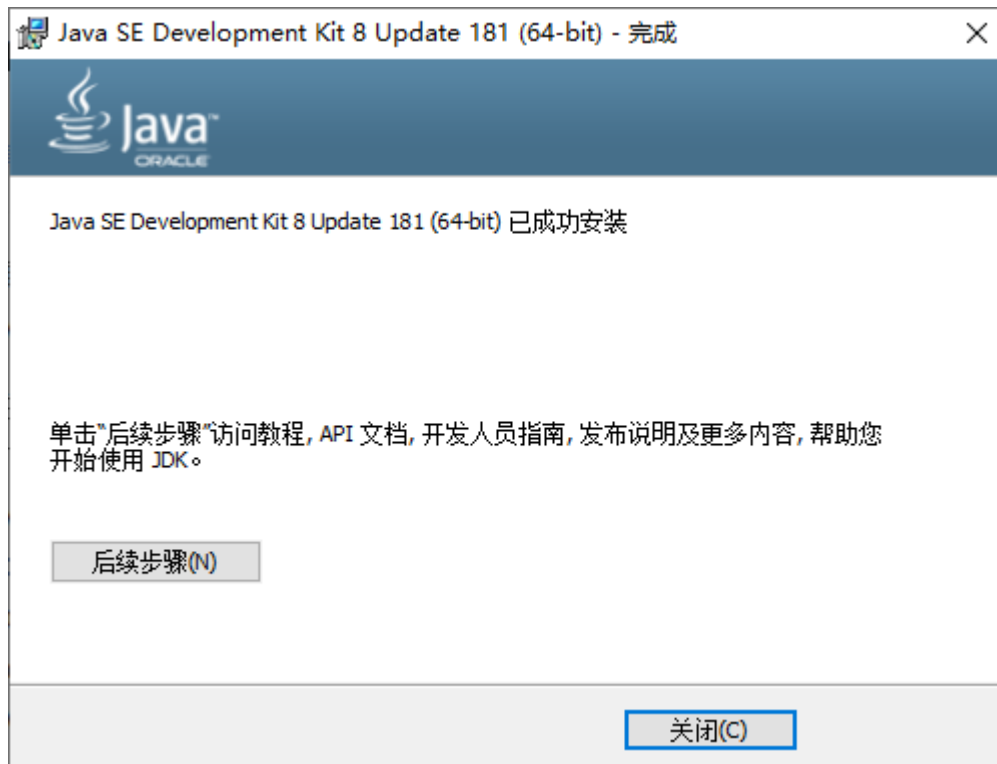 Java SE Development Kit 8 Update 181 (64-bit) - 完成
Java™
ORACLE
Java SE Development Kit 8 Update 181 (64-bit) 已成功安装
单击“后续步骤”访问教程, API 文档, 开发人员指南, 发布说明及更多内容, 帮助您
开始使用 JDK。
后续步骤(N)
关闭(C)